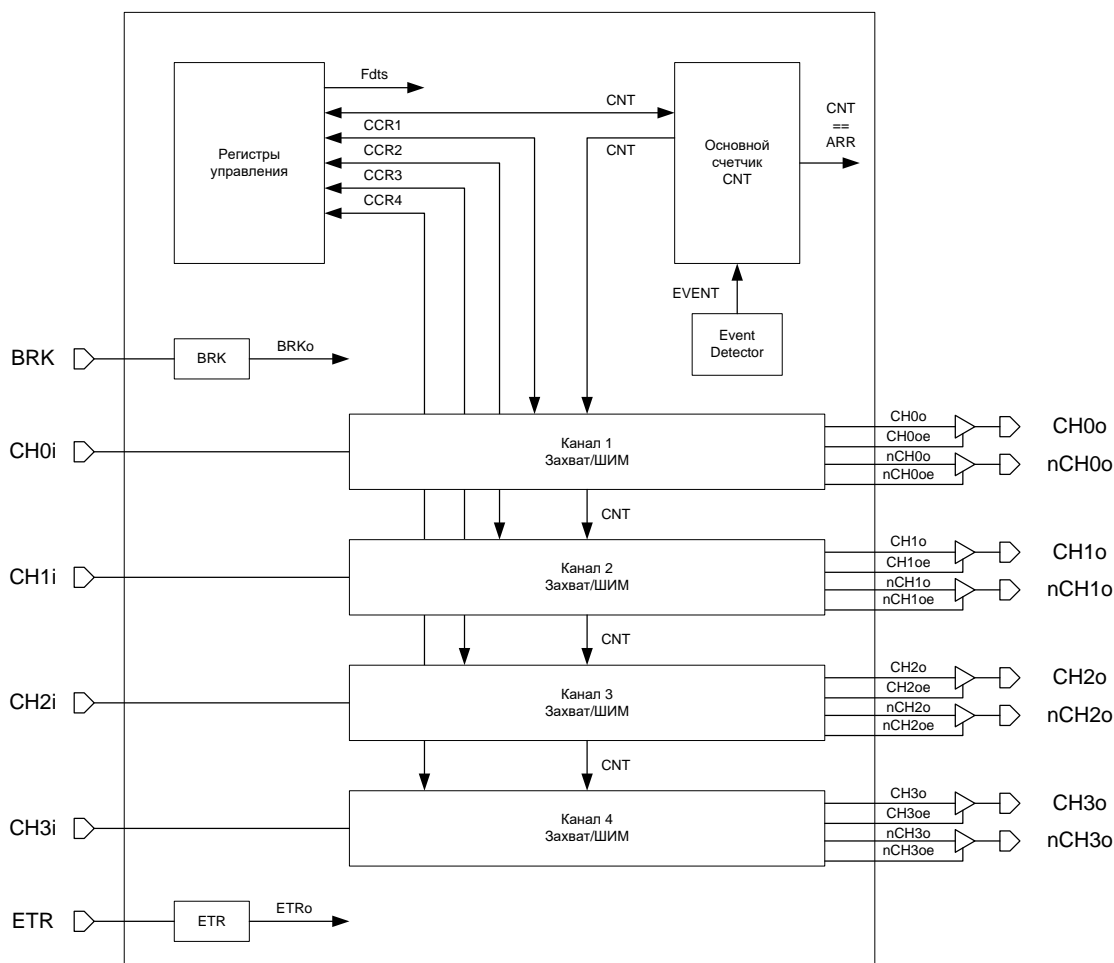 Fdts
CNT
CNT
==
ARR
CCR1
CNT
CCR2
CCR3
CCR4
Регистры
управления
Основной
счетчик
CNT
EVENT
Event
Detector
BRK
BRK
BRKo
CH0i
Канал 1
Захват/ШИМ
CH0o
CH0oe
nCH0o
nCH0oe
CH0o
nCH0o
CNT
CH1i
Канал 2
Захват/ШИМ
CH1o
CH1oe
nCH1o
nCH1oe
CH1o
nCH1o
CNT
CH2i
Канал 3
Захват/ШИМ
CH2o
CH2oe
nCH2o
nCH2oe
CH2o
nCH2o
CNT
CH3i
Канал 4
Захват/ШИМ
CH3o
CH3oe
nCH3o
nCH3oe
CH3o
nCH3o
ETR
ETR
ETRo